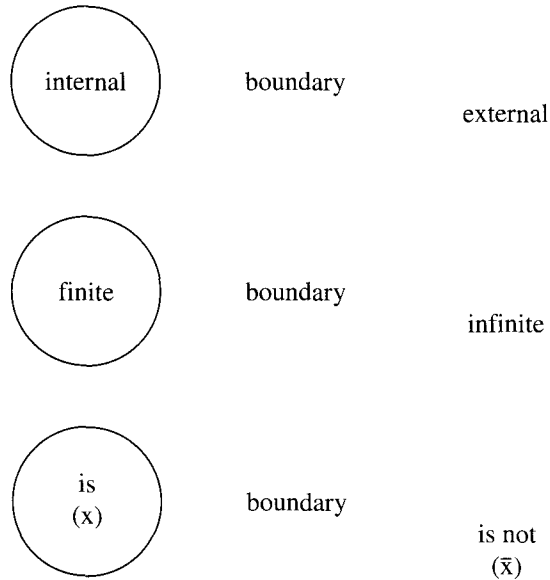 internal
boundary
external
finite
boundary
infinite
is
(x)
boundary
is not
(x̄)